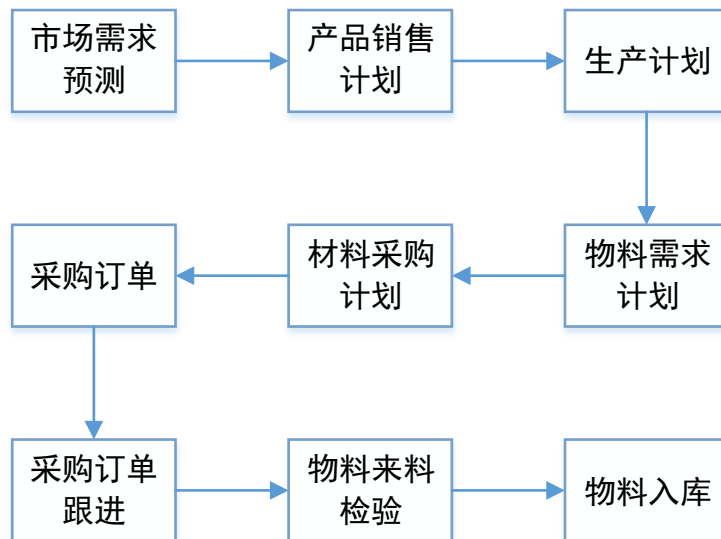 市场需求
预测
产品销售
计划
生产计划
物料需求
计划
材料采购
计划
采购订单
采购订单
跟进
物料来料
检验
物料入库